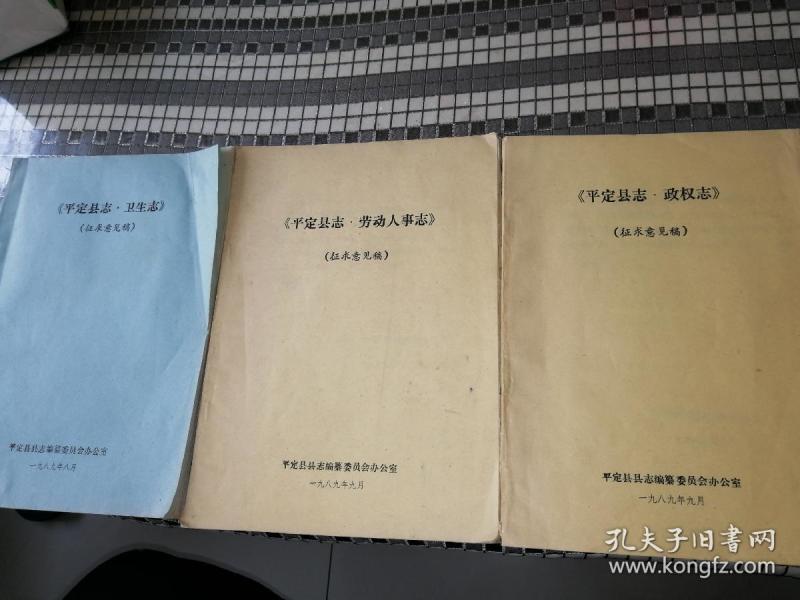 《平定县志·卫生志》
(征求意见稿)
平定县县志编纂委员会办公室
一九八九年八月
《平定县志·劳动人事志》
(征求意见稿)
平定县县志编纂委员会办公室
一九八九年九月
《平定县志·政权志》
(征求意见稿)
平定县县志编纂委员会办公室
一九八九年九月
孔夫子旧书网
www.kongfz.com